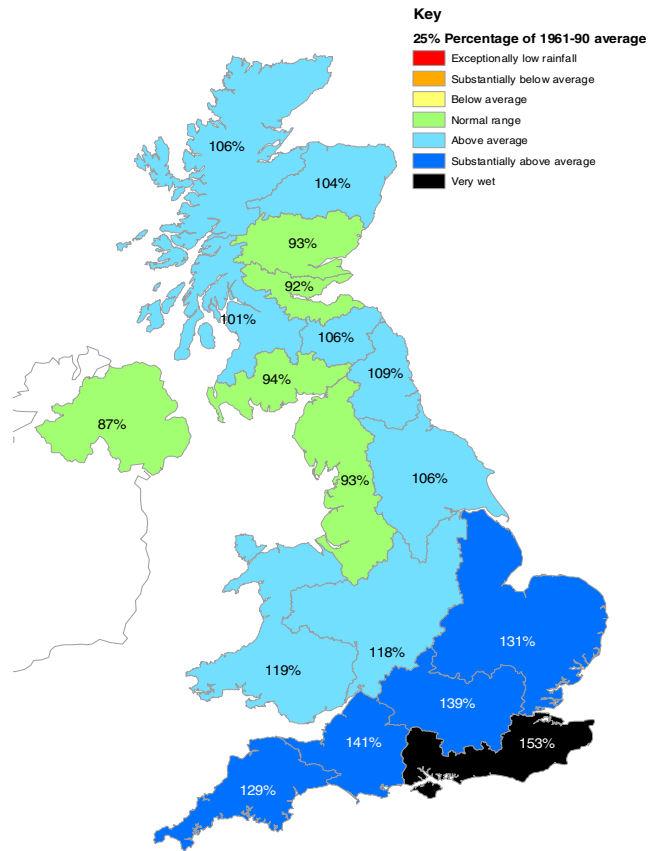 Key
25% Percentage of 1961-90 average
Exceptionally low rainfall
Substantially below average
Below average
Normal range
Above average
Substantially above average
Very wet
106%
104%
93%
92%
101%
106%
94%
109%
87%
93%
106%
131%
118%
119%
139%
141%
153%
129%